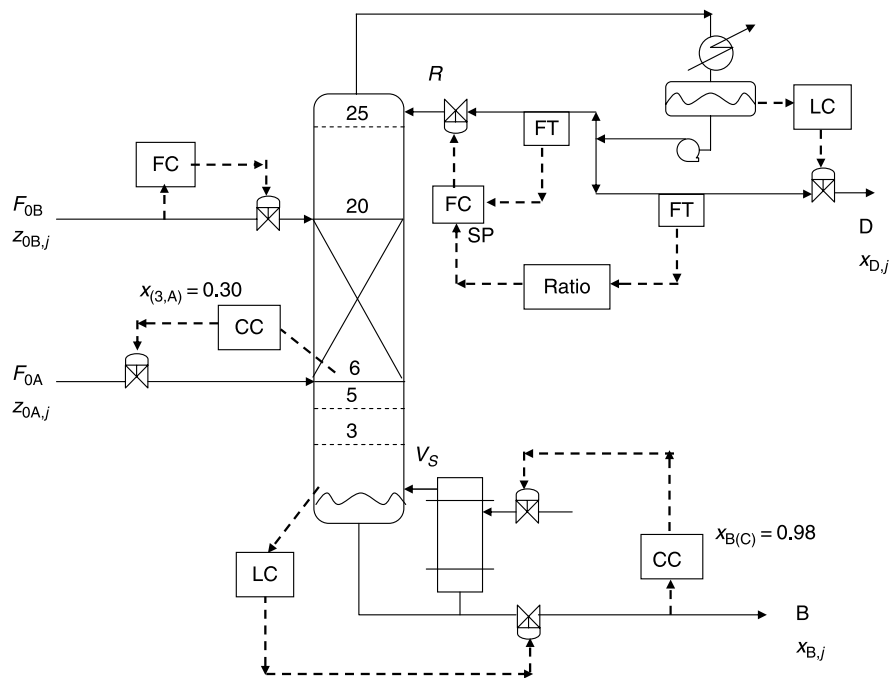 R
25
LC
FT
FC
F0B
20
FC
SP
FT
D
z0B,j
xD,j
x(3,A) = 0.30
Ratio
CC
6
F0A
5
z0A,j
3
VS
xB(C) = 0.98
CC
LC
B
xB,j